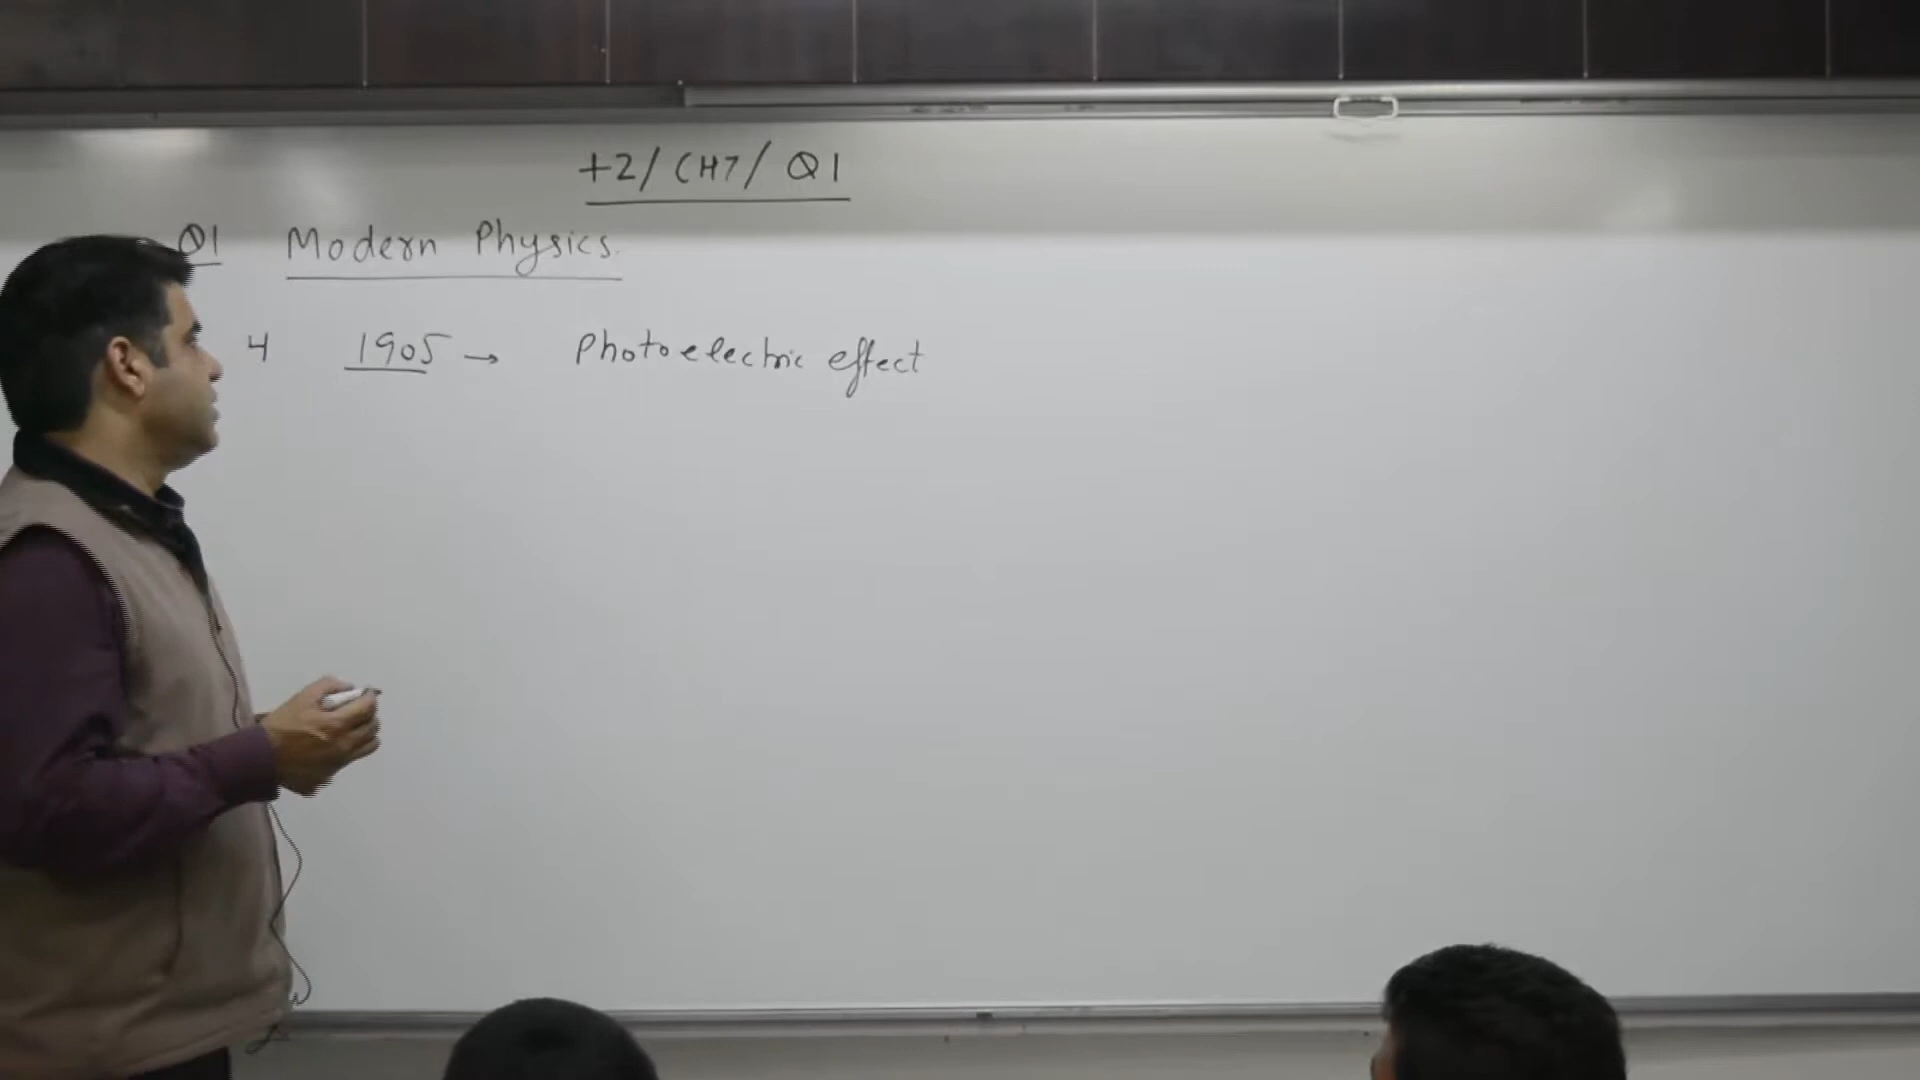 +2/ CH7/ Q1
Q1 Modern Physics.
4 1905 → Photoelectric effect